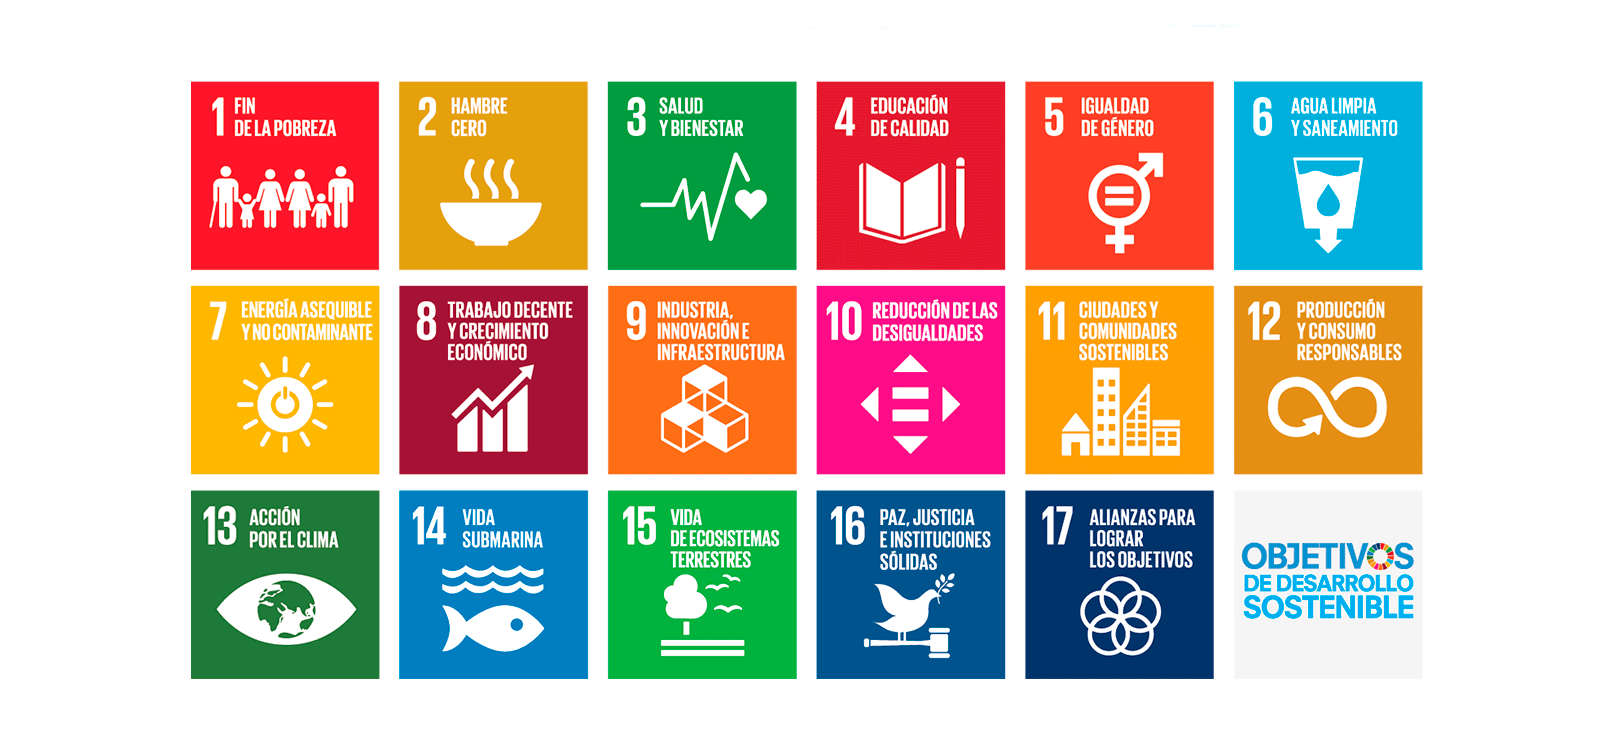 1 FIN
DE LA POBREZA
2 HAMBRE
CERO
3 SALUD
Y BIENESTAR
4 EDUCACIÓN
DE CALIDAD
5 IGUALDAD
DE GÉNERO
6 AGUA LIMPIA
Y SANEAMIENTO
7 ENERGÍA ASEQUIBLE
Y NO CONTAMINANTE
8 TRABAJO DECENTE
Y CRECIMIENTO
ECONÓMICO
9 INDUSTRIA,
INNOVACIÓN E
INFRAESTRUCTURA
10 REDUCCIÓN DE LAS
DESIGUALDADES
11 CIUDADES Y
COMUNIDADES
SOSTENIBLES
12 PRODUCCIÓN
Y CONSUMO
RESPONSABLES
13 ACCIÓN
POR EL CLIMA
14 VIDA
SUBMARINA
15 VIDA
DE ECOSISTEMAS
TERRESTRES
16 PAZ, JUSTICIA
E INSTITUCIONES
SÓLIDAS
17 ALIANZAS PARA
LOGRAR
LOS OBJETIVOS
OBJETIVOS
DE DESARROLLO
SOSTENIBLE